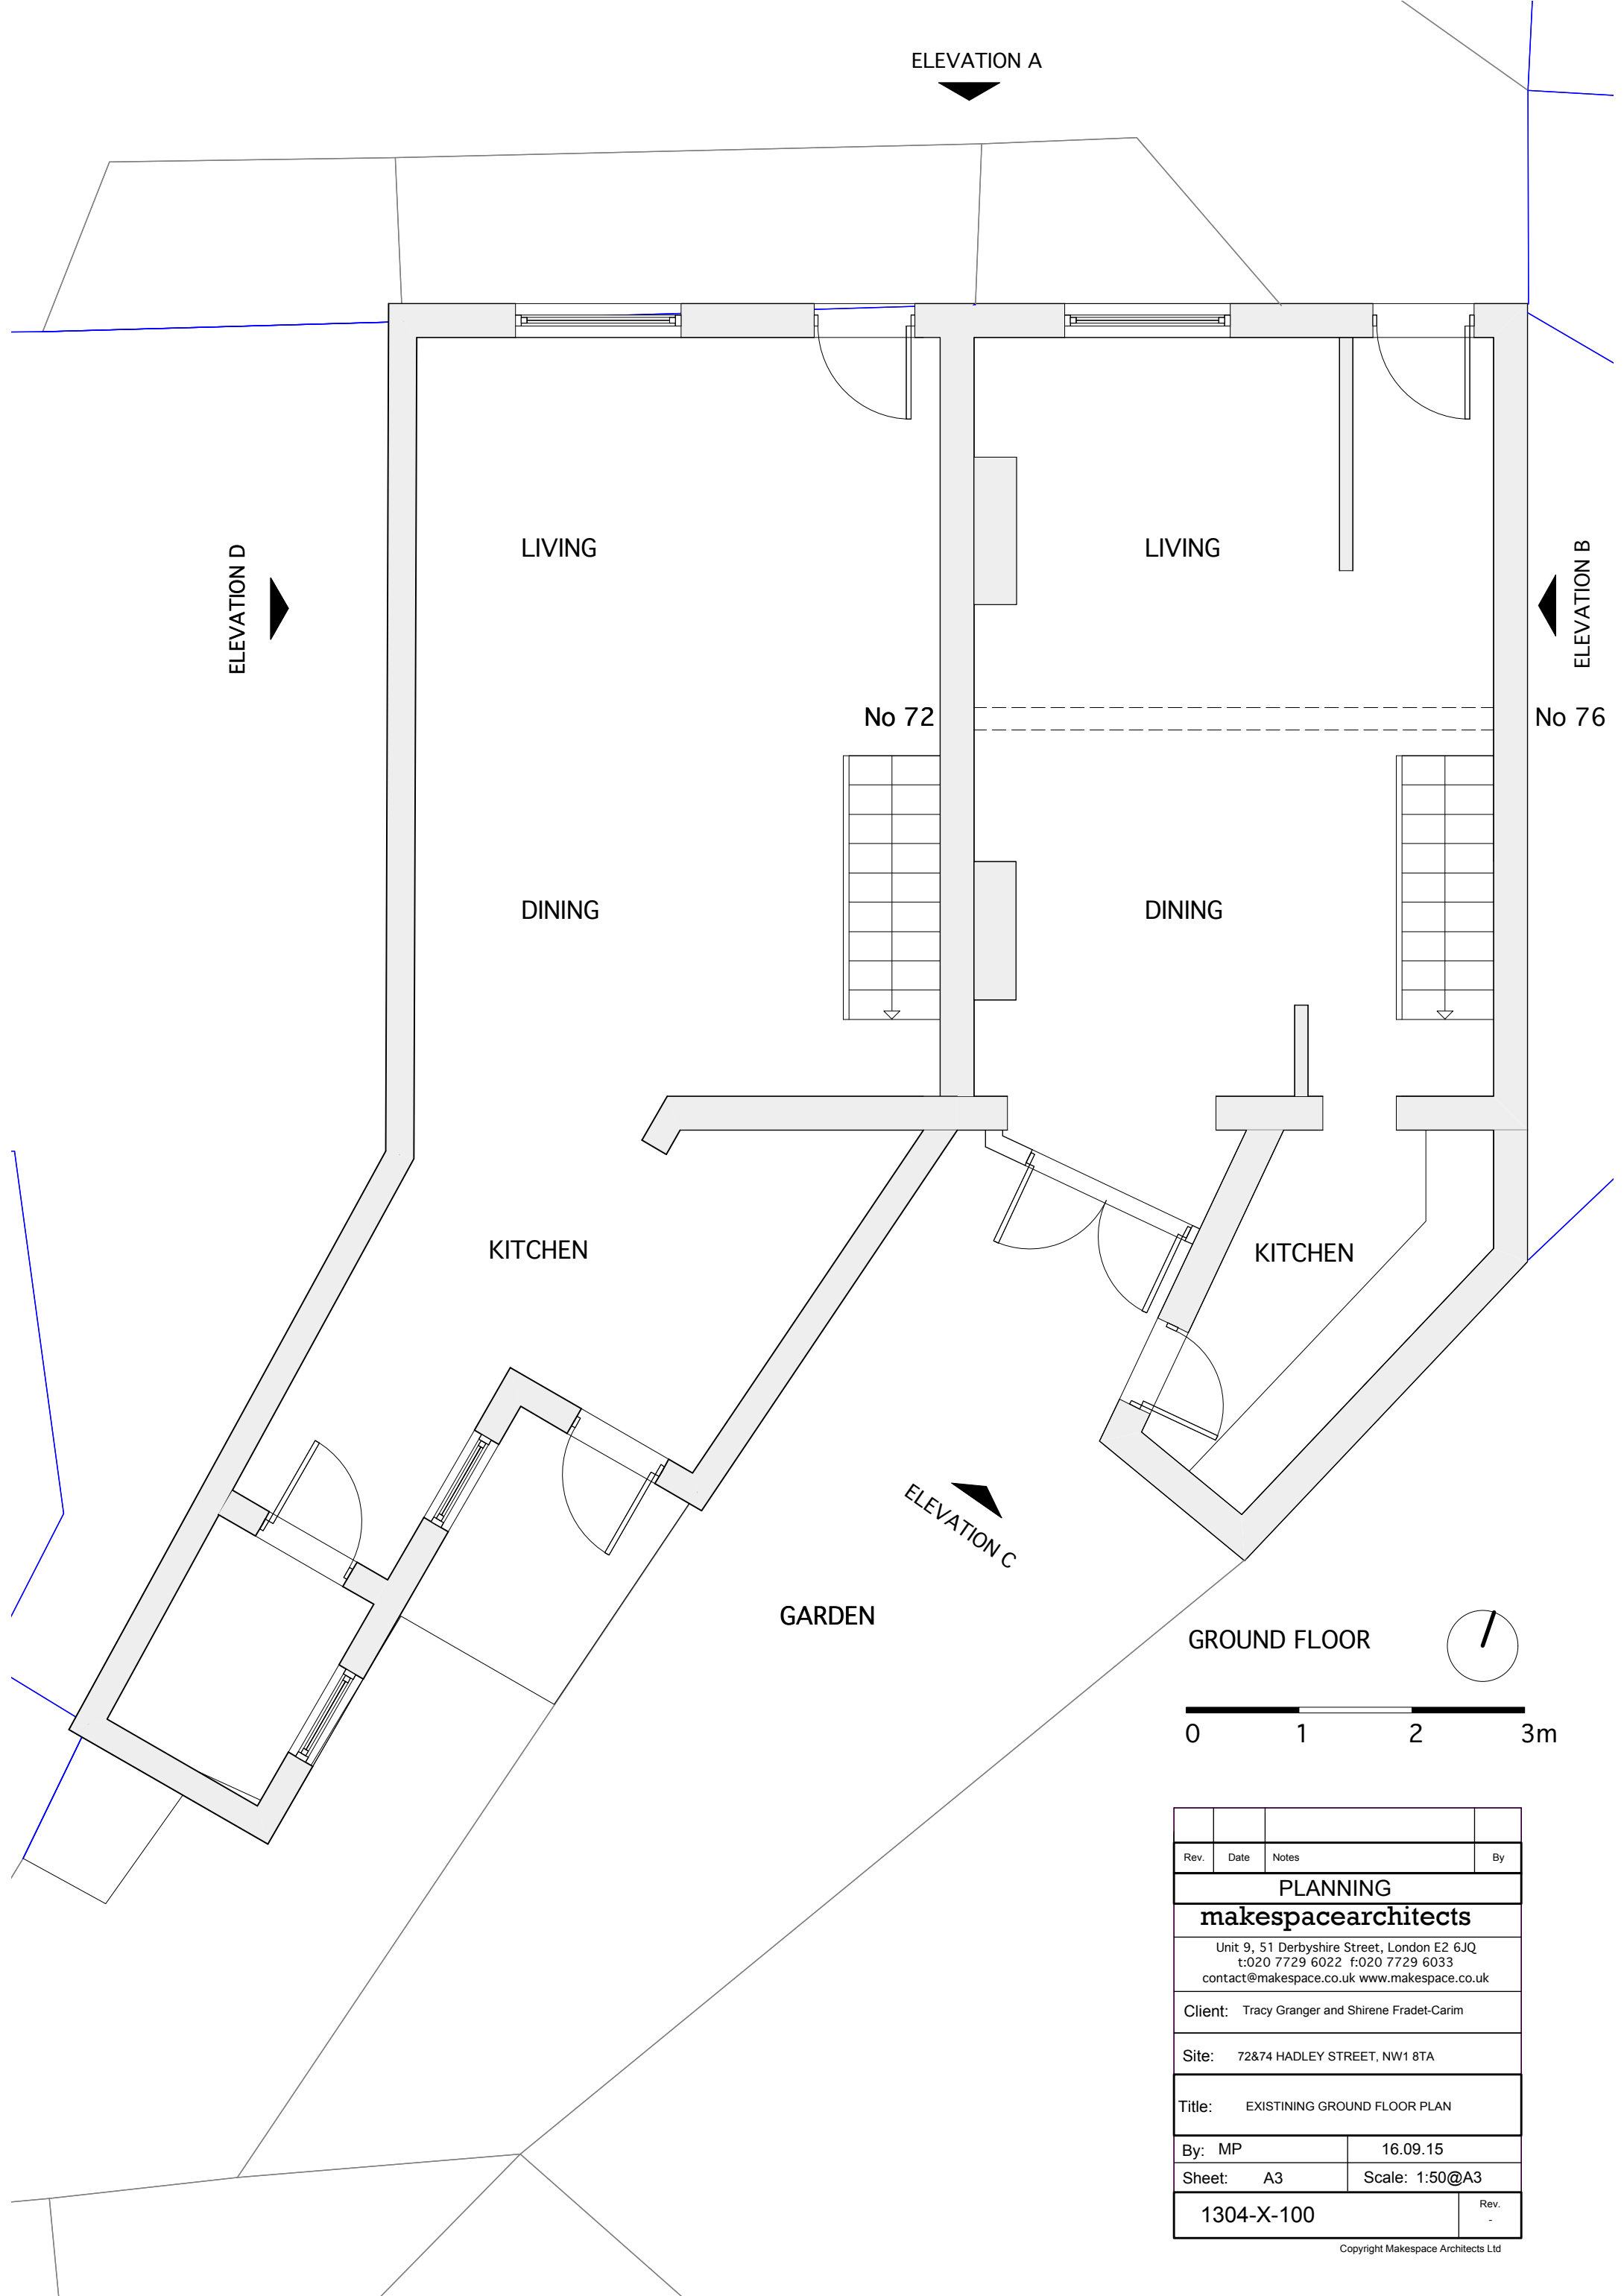 ELEVATION A
LIVING
LIVING
ELEVATION D
ELEVATION B
No 72
No 76
DINING
DINING
KITCHEN
KITCHEN
ELEVATION C
GARDEN
GROUND FLOOR
0 1 2 3m
Rev. Date Notes By
PLANNING
makespacearchitects
Unit 9, 51 Derbyshire Street, London E2 6JQ
t:020 7729 6022 f:020 7729 6033
contact@makespace.co.uk www.makespace.co.uk
Client: Tracy Granger and Shirene Fradet-Carim
Site: 72&74 HADLEY STREET, NW1 8TA
Title: EXISTINING GROUND FLOOR PLAN
By: MP 16.09.15
Sheet: A3 Scale: 1:50@A3
1304-X-100 Rev.
-
Copyright Makespace Architects Ltd